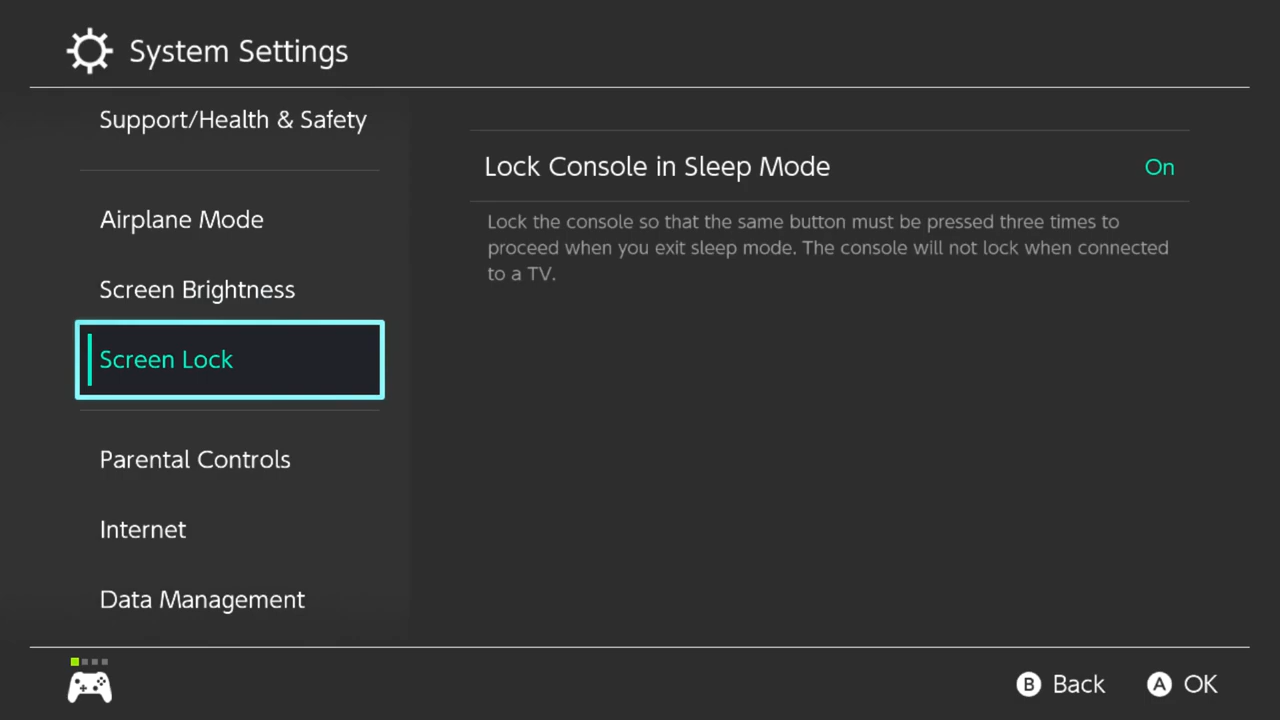 System Settings
Support/Health & Safety
Airplane Mode
Screen Brightness
Screen Lock
Parental Controls
Internet
Data Management
Lock Console in Sleep Mode
On
Lock the console so that the same button must be pressed three times to
proceed when you exit sleep mode. The console will not lock when connected
to a TV.
B Back
A OK